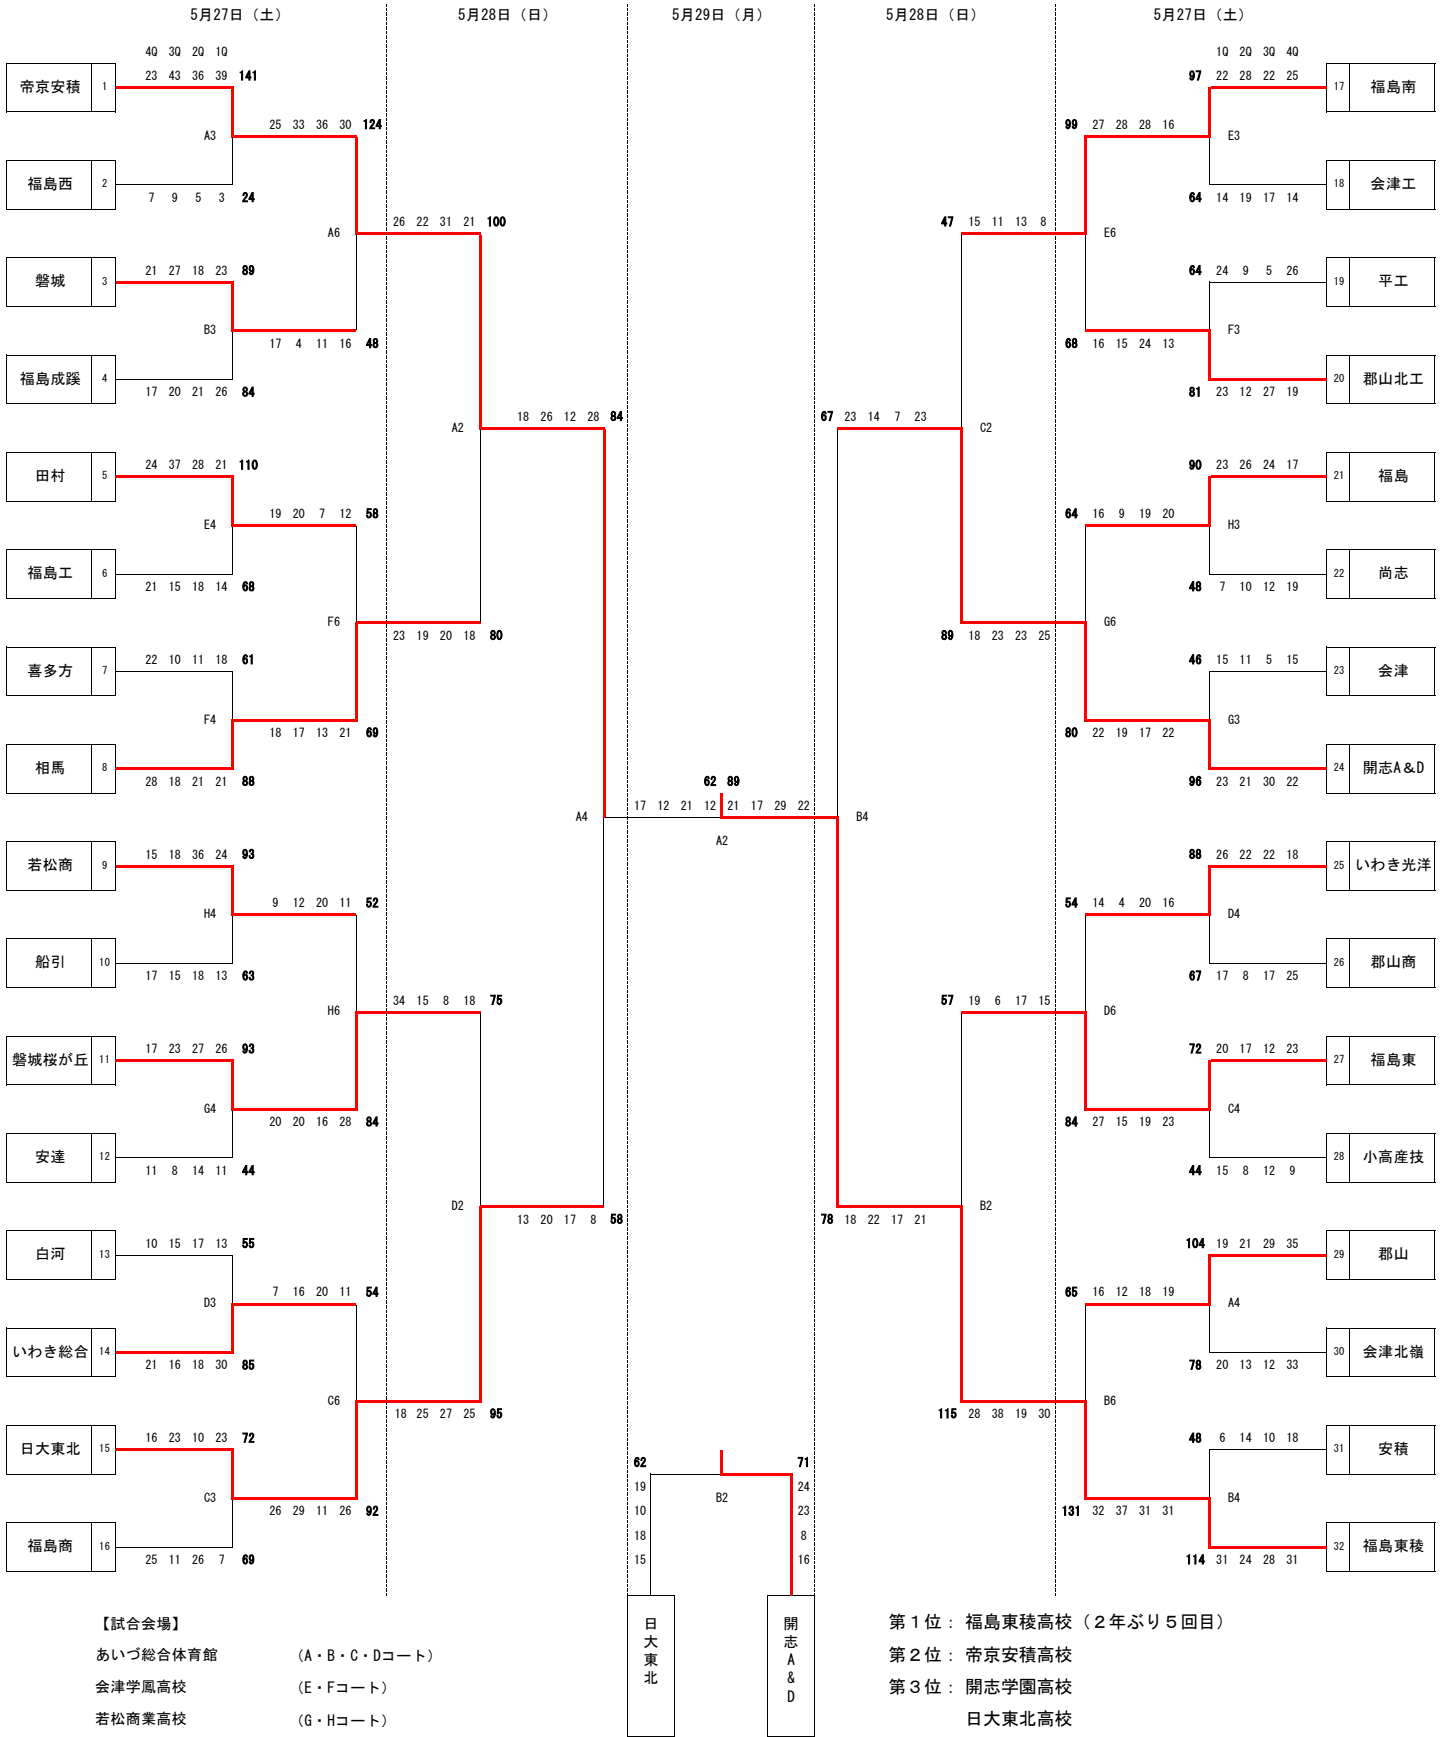 5月27日（土） 5月28日（日） 5月29日（月） 5月28日（日） 5月27日（土）
4Q 3Q 2Q 1Q
帝京安積 1 23 43 36 39 141
A3 25 33 36 30 124
福島西 2 7 9 5 3 24
A6 26 22 31 21 100
磐城 3 21 27 18 23 89
B3 17 4 11 16 48
福島成蹊 4 17 20 21 26 84
A2 18 26 12 28 84
田村 5 24 37 28 21 110
E4 19 20 7 12 58
福島工 6 21 15 18 14 68
F6 23 19 20 18 80
喜多方 7 22 10 11 18 61
F4 18 17 13 21 69
相馬 8 28 18 21 21 88
A4 17 12 21 12
62 89
21 17 29 22 B4
A2
若松商 9 15 18 36 24 93
H4 9 12 20 11 52
船引 10 17 15 18 13 63
H6 34 15 8 18 75
磐城桜が丘 11 17 23 27 26 93
G4 20 20 16 28 84
安達 12 11 8 14 11 44
D2 13 20 17 8 58
白河 13 10 15 17 13 55
D3 7 16 20 11 54
いわき総合 14 21 16 18 30 85
C6 18 25 27 25 95
日大東北 15 16 23 10 23 72
C3 26 29 11 26 92
福島商 16 25 11 26 7 69
1Q 2Q 3Q 4Q
97 22 28 22 25 17 福島南
99 27 28 28 16 E3
64 14 19 17 14 18 会津工
47 15 11 13 8 E6
64 24 9 5 26 19 平工
68 16 15 24 13 F3
81 23 12 27 19 20 郡山北工
67 23 14 7 23 C2
90 23 26 24 17 21 福島
64 16 9 19 20 H3
48 7 10 12 19 22 尚志
89 18 23 23 25 G6
46 15 11 5 15 23 会津
80 22 19 17 22 G3
96 23 21 30 22 24 開志A&D
88 26 22 22 18 25 いわき光洋
54 14 4 20 16 D4
67 17 8 17 25 26 郡山商
57 19 6 17 15 D6
72 20 17 12 23 27 福島東
84 27 15 19 23 C4
44 15 8 12 9 28 小高産技
78 18 22 17 21 B2
104 19 21 29 35 29 郡山
65 16 12 18 19 A4
78 20 13 12 33 30 会津北嶺
115 28 38 19 30 B6
48 6 14 10 18 31 安積
131 32 37 31 31 B4
114 31 24 28 31 32 福島東稜
62 71
19 B2 24
10 23
18 8
15 16
日大東北 開志A&D
【試合会場】
あいづ総合体育館 （A・B・C・Dコート）
会津学鳳高校 （E・Fコート）
若松商業高校 （G・Hコート）
第１位： 福島東稜高校（２年ぶり５回目）
第２位： 帝京安積高校
第３位： 開志学園高校
日大東北高校